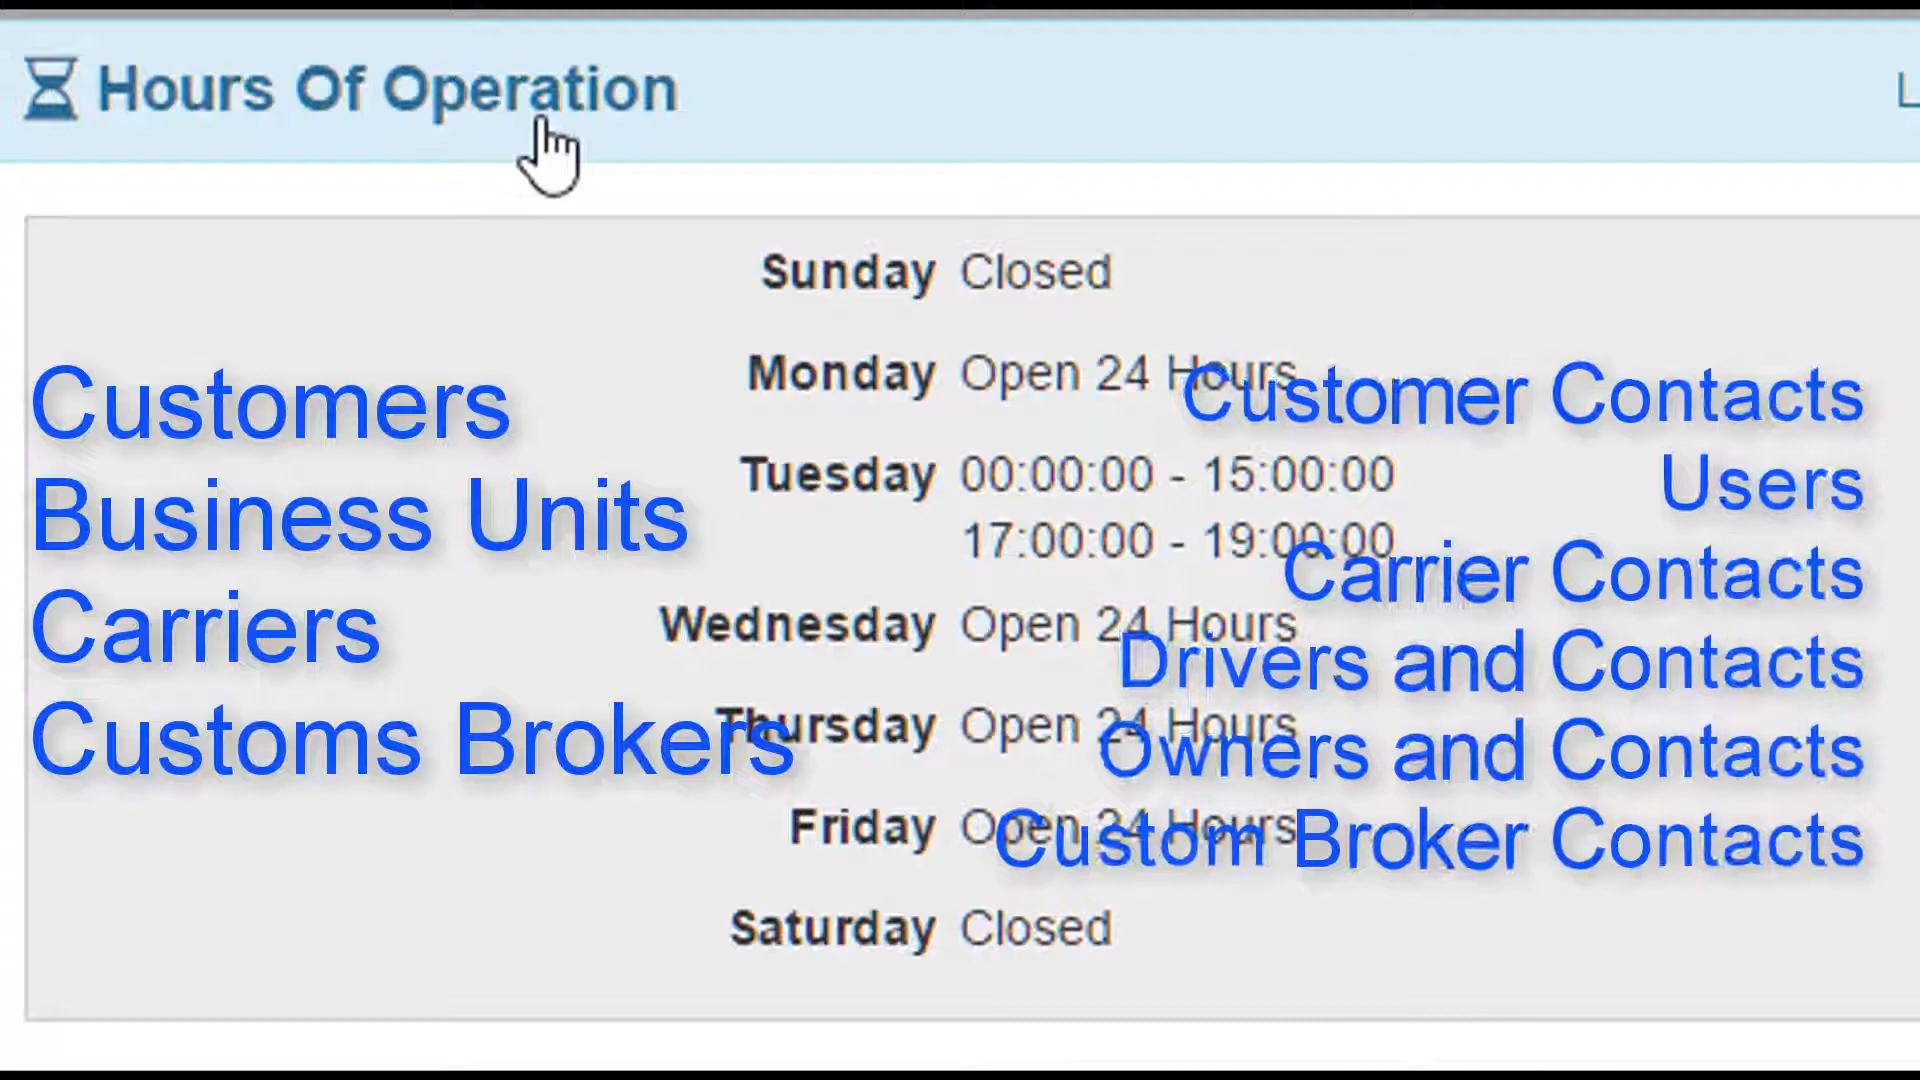 Hours Of Operation
Sunday Closed
Monday Open 24 Hours
Tuesday 00:00:00 - 15:00:00
17:00:00 - 19:00:00
Wednesday Open 24 Hours
Thursday Open 24 Hours
Friday Open 24 Hours
Saturday Closed
Customers
Business Units
Carriers
Customs Brokers
Customer Contacts
Users
Carrier Contacts
Drivers and Contacts
Owners and Contacts
Custom Broker Contacts